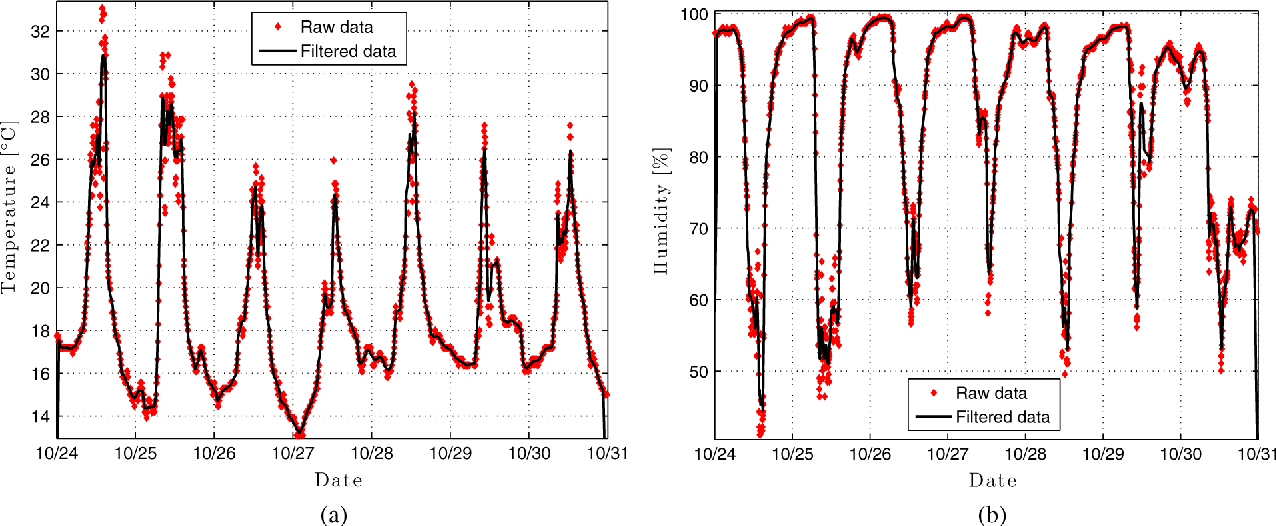 Raw data
Filtered data
32
30
28
26
24
22
20
18
16
14
Temperature [°C]
10/24 10/25 10/26 10/27 10/28 10/29 10/30 10/31
Date
(a)
Raw data
Filtered data
100
90
80
70
60
50
Humidity [%]
10/24 10/25 10/26 10/27 10/28 10/29 10/30 10/31
Date
(b)